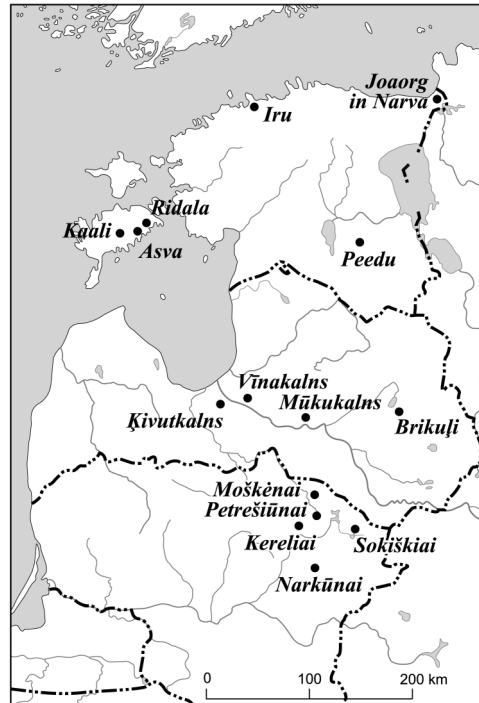 Joaorg
in Narva
Iru
Ridala
Kaali
Asva
Peedu
Vīnakalns
Mūkukalns
Ķivutkalns
Brikuļi
Moškėnai
Petrešiūnai
Kereliai
Sokiškiai
Narkūnai
0 100 200 km